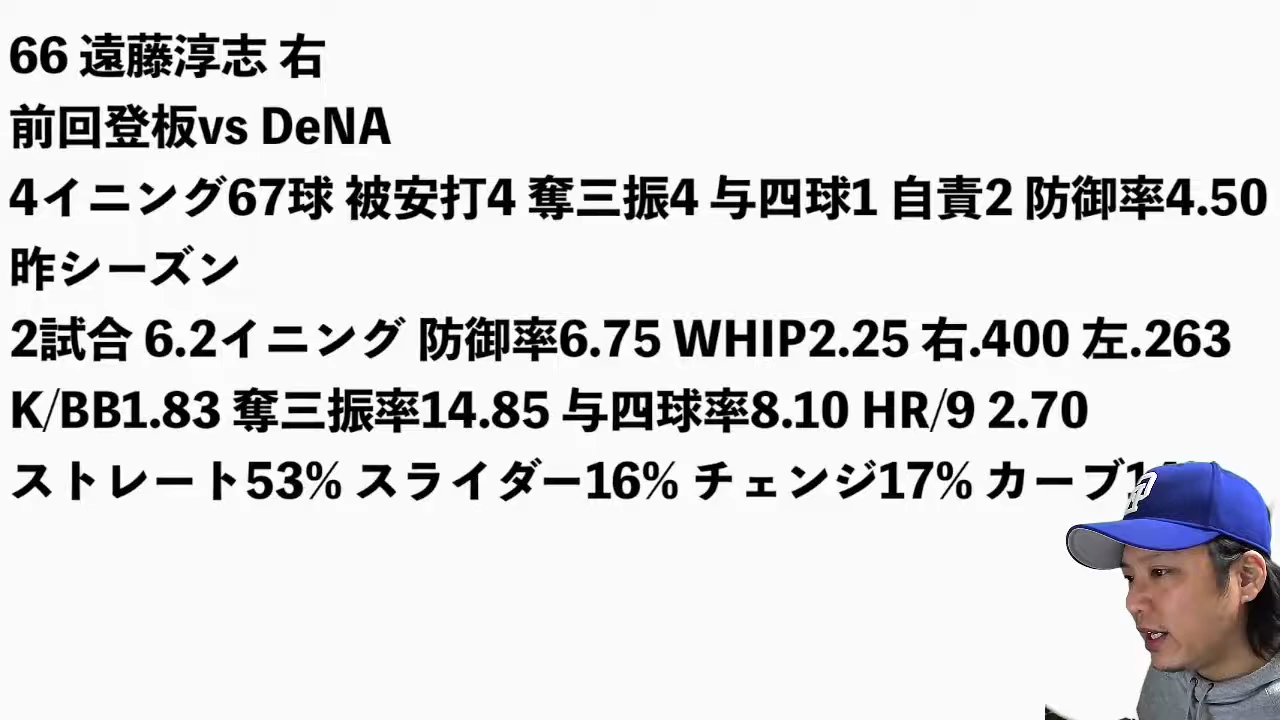 66 遠藤淳志 右
前回登板vs DeNA
4イニング67球 被安打4 奪三振4 与四球1 自責2 防御率4.50
昨シーズン
2試合 6.2イニング 防御率6.75 WHIP2.25 右.400 左.263
K/BB1.83 奪三振率14.85 与四球率8.10 HR/9 2.70
ストレート53% スライダー16% チェンジ17% カーブ